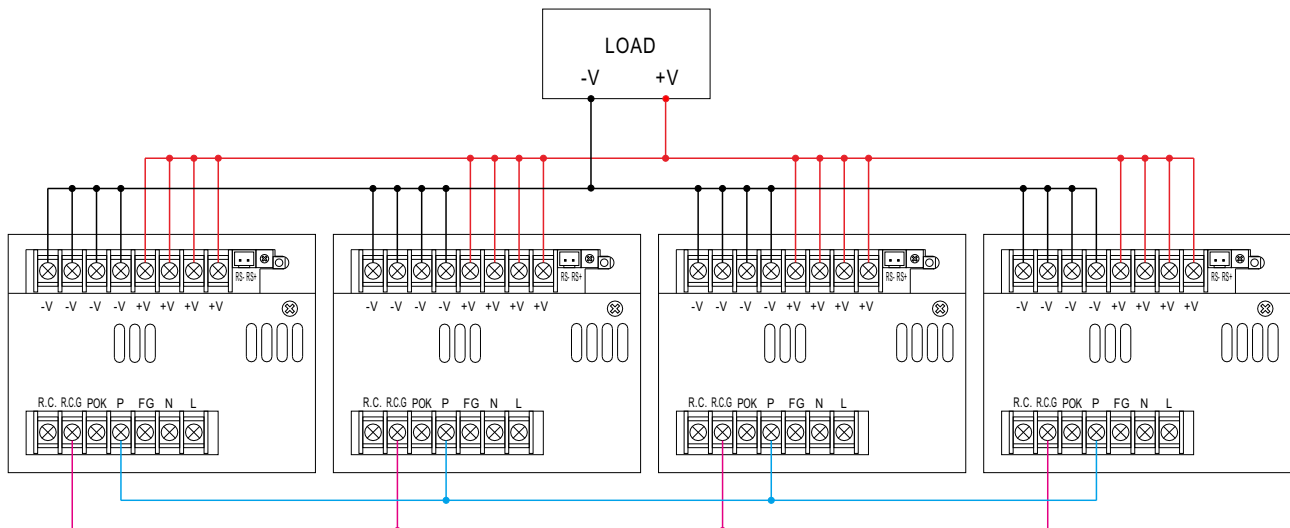 LOAD
-V +V
RS- RS+ RS- RS+ RS- RS+ RS- RS+
-V -V -V -V +V +V +V +V -V -V -V -V +V +V +V +V -V -V -V -V +V +V +V +V -V -V -V -V +V +V +V +V
R.C. R.C.G POK P FG N L R.C. R.C.G POK P FG N L R.C. R.C.G POK P FG N L R.C. R.C.G POK P FG N L